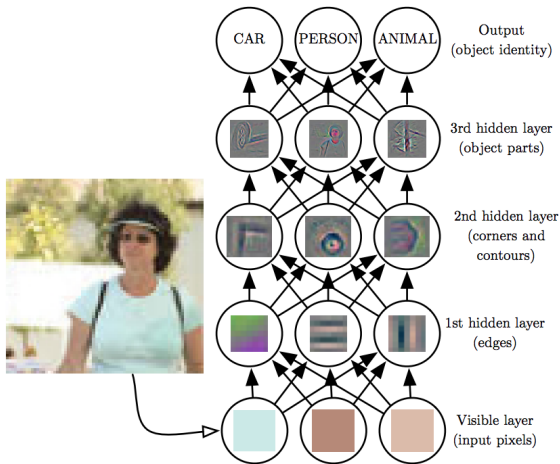 CAR PERSON ANIMAL
Output
(object identity)
3rd hidden layer
(object parts)
2nd hidden layer
(corners and
contours)
1st hidden layer
(edges)
Visible layer
(input pixels)